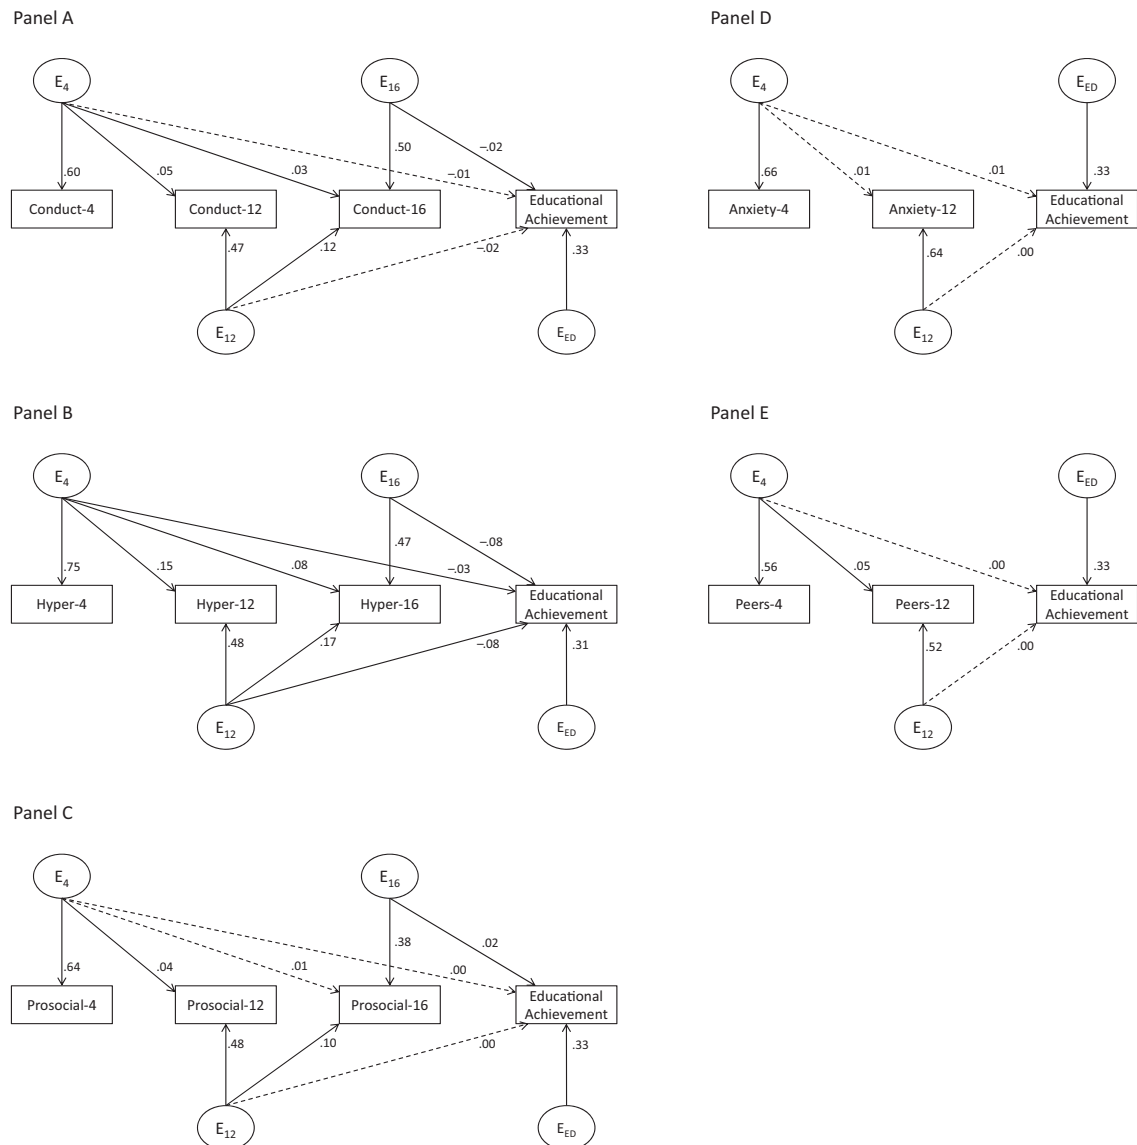 Panel A
E4
E16
.60
.05
.03
.50
–.02
–.01
Conduct-4
Conduct-12
Conduct-16
Educational
Achievement
.47
.12
–.02
.33
E12
EED
Panel D
E4
EED
.66
.01
.01
.33
Anxiety-4
Anxiety-12
Educational
Achievement
.64
.00
E12
Panel B
E4
E16
.75
.15
.08
.47
–.08
–.03
Hyper-4
Hyper-12
Hyper-16
Educational
Achievement
.48
.17
–.08
.31
E12
EED
Panel E
E4
EED
.56
.05
.00
.33
Peers-4
Peers-12
Educational
Achievement
.52
.00
E12
Panel C
E4
E16
.64
.04
.01
.38
.02
.00
Prosocial-4
Prosocial-12
Prosocial-16
Educational
Achievement
.48
.10
.00
.33
E12
EED